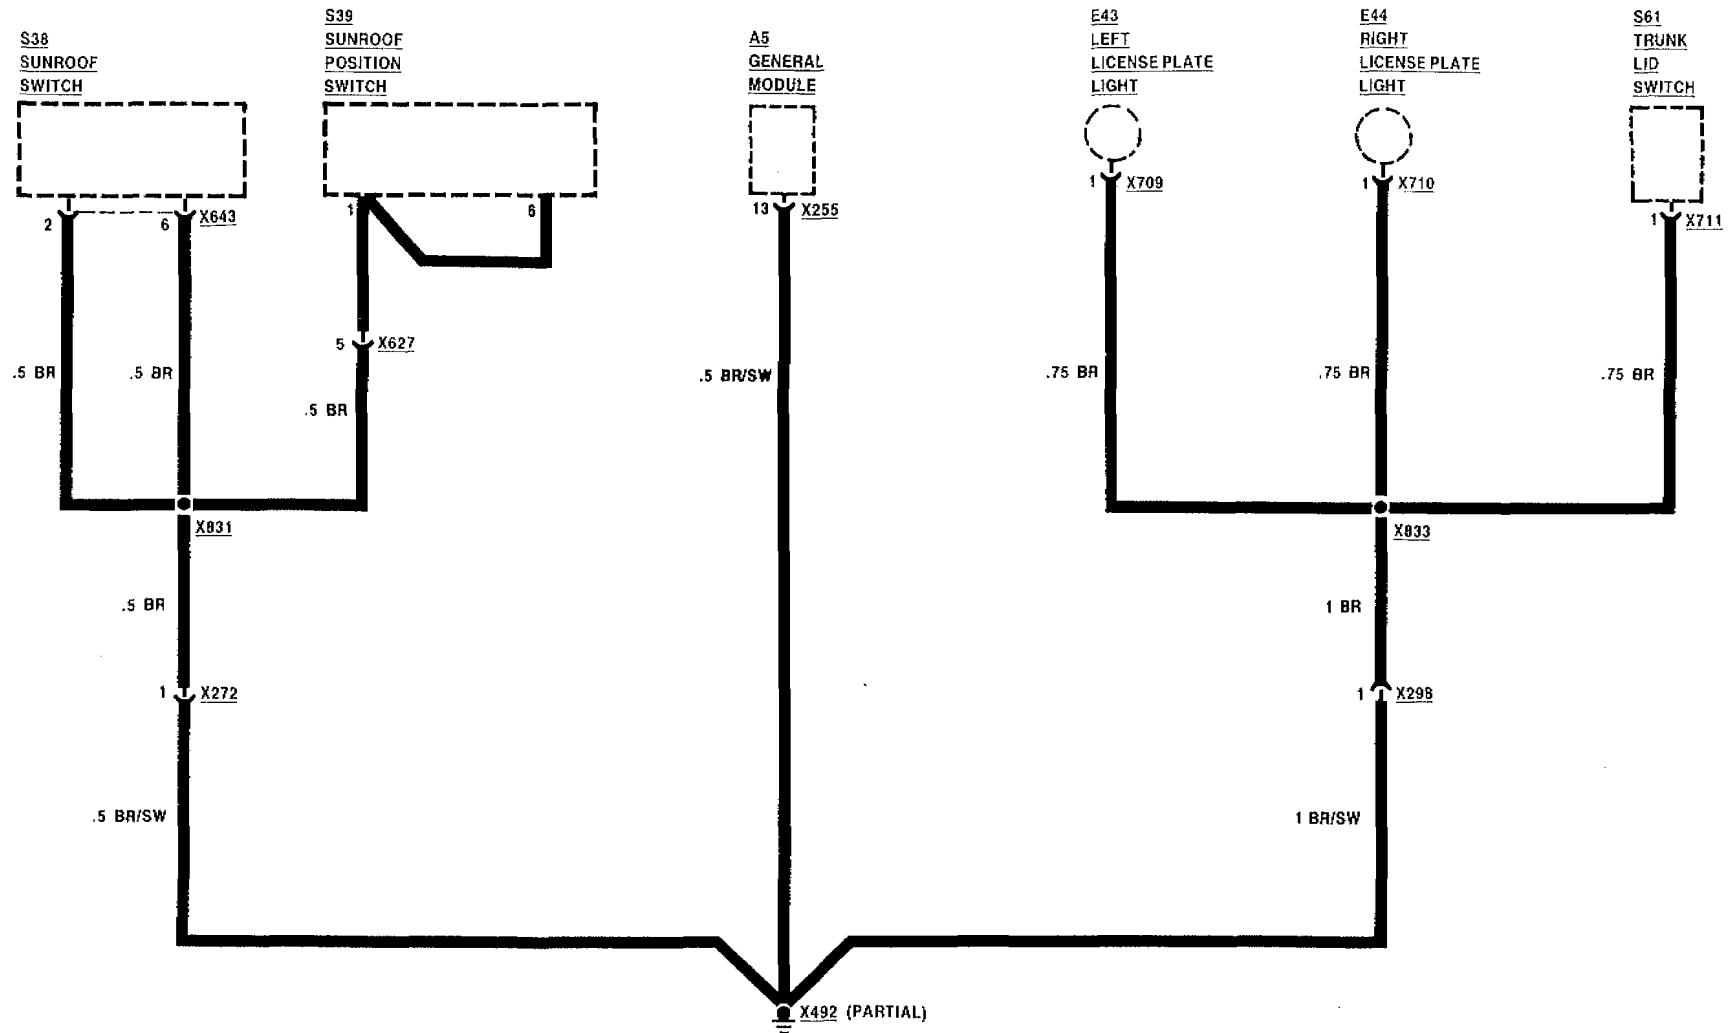 S38
SUNROOF
SWITCH
S39
SUNROOF
POSITION
SWITCH
A5
GENERAL
MODULE
E43
LEFT
LICENSE PLATE
LIGHT
E44
RIGHT
LICENSE PLATE
LIGHT
S61
TRUNK
LID
SWITCH
2
6 X643
1
6
13 X255
1 X709
1 X710
1 X711
5 X627
.5 BR
.5 BR
.5 BR
.5 BR/SW
.75 BR
.75 BR
.75 BR
X831
X833
.5 BR
1 BR
1 X272
1 X298
.5 BR/SW
1 BR/SW
X492 (PARTIAL)